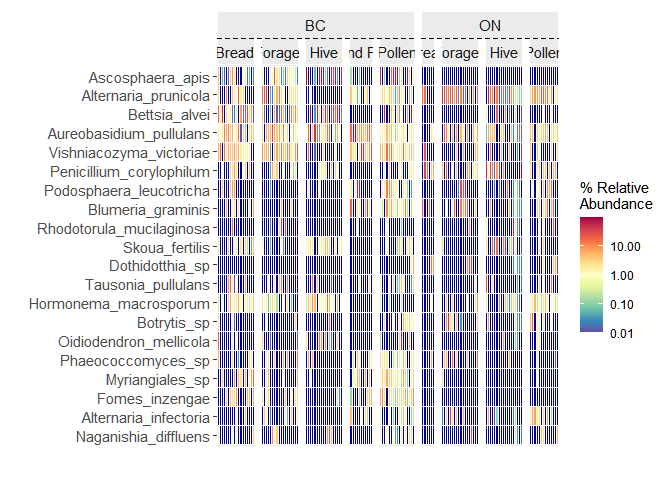 BC ON
Bread orage Hive nd F Pollen rea orage Hive Pollen
Ascosphaera_apis
Alternaria_prunicola
Bettsia_alvei
Aureobasidium_pullulans
Vishniacozyma_victoriae
Penicillium_corylophilum
Podosphaera_leucotricha
Blumeria_graminis
Rhodotorula_mucilaginosa
Skoua_fertilis
Dothidotthia_sp
Tausonia_pullulans
Hormonema_macrosporum
Botrytis_sp
Oidiodendron_mellicola
Phaeococcomyces_sp
Myriangiales_sp
Fomes_inzengae
Alternaria_infectoria
Naganishia_diffluens
% Relative
Abundance
10.00
1.00
0.10
0.01